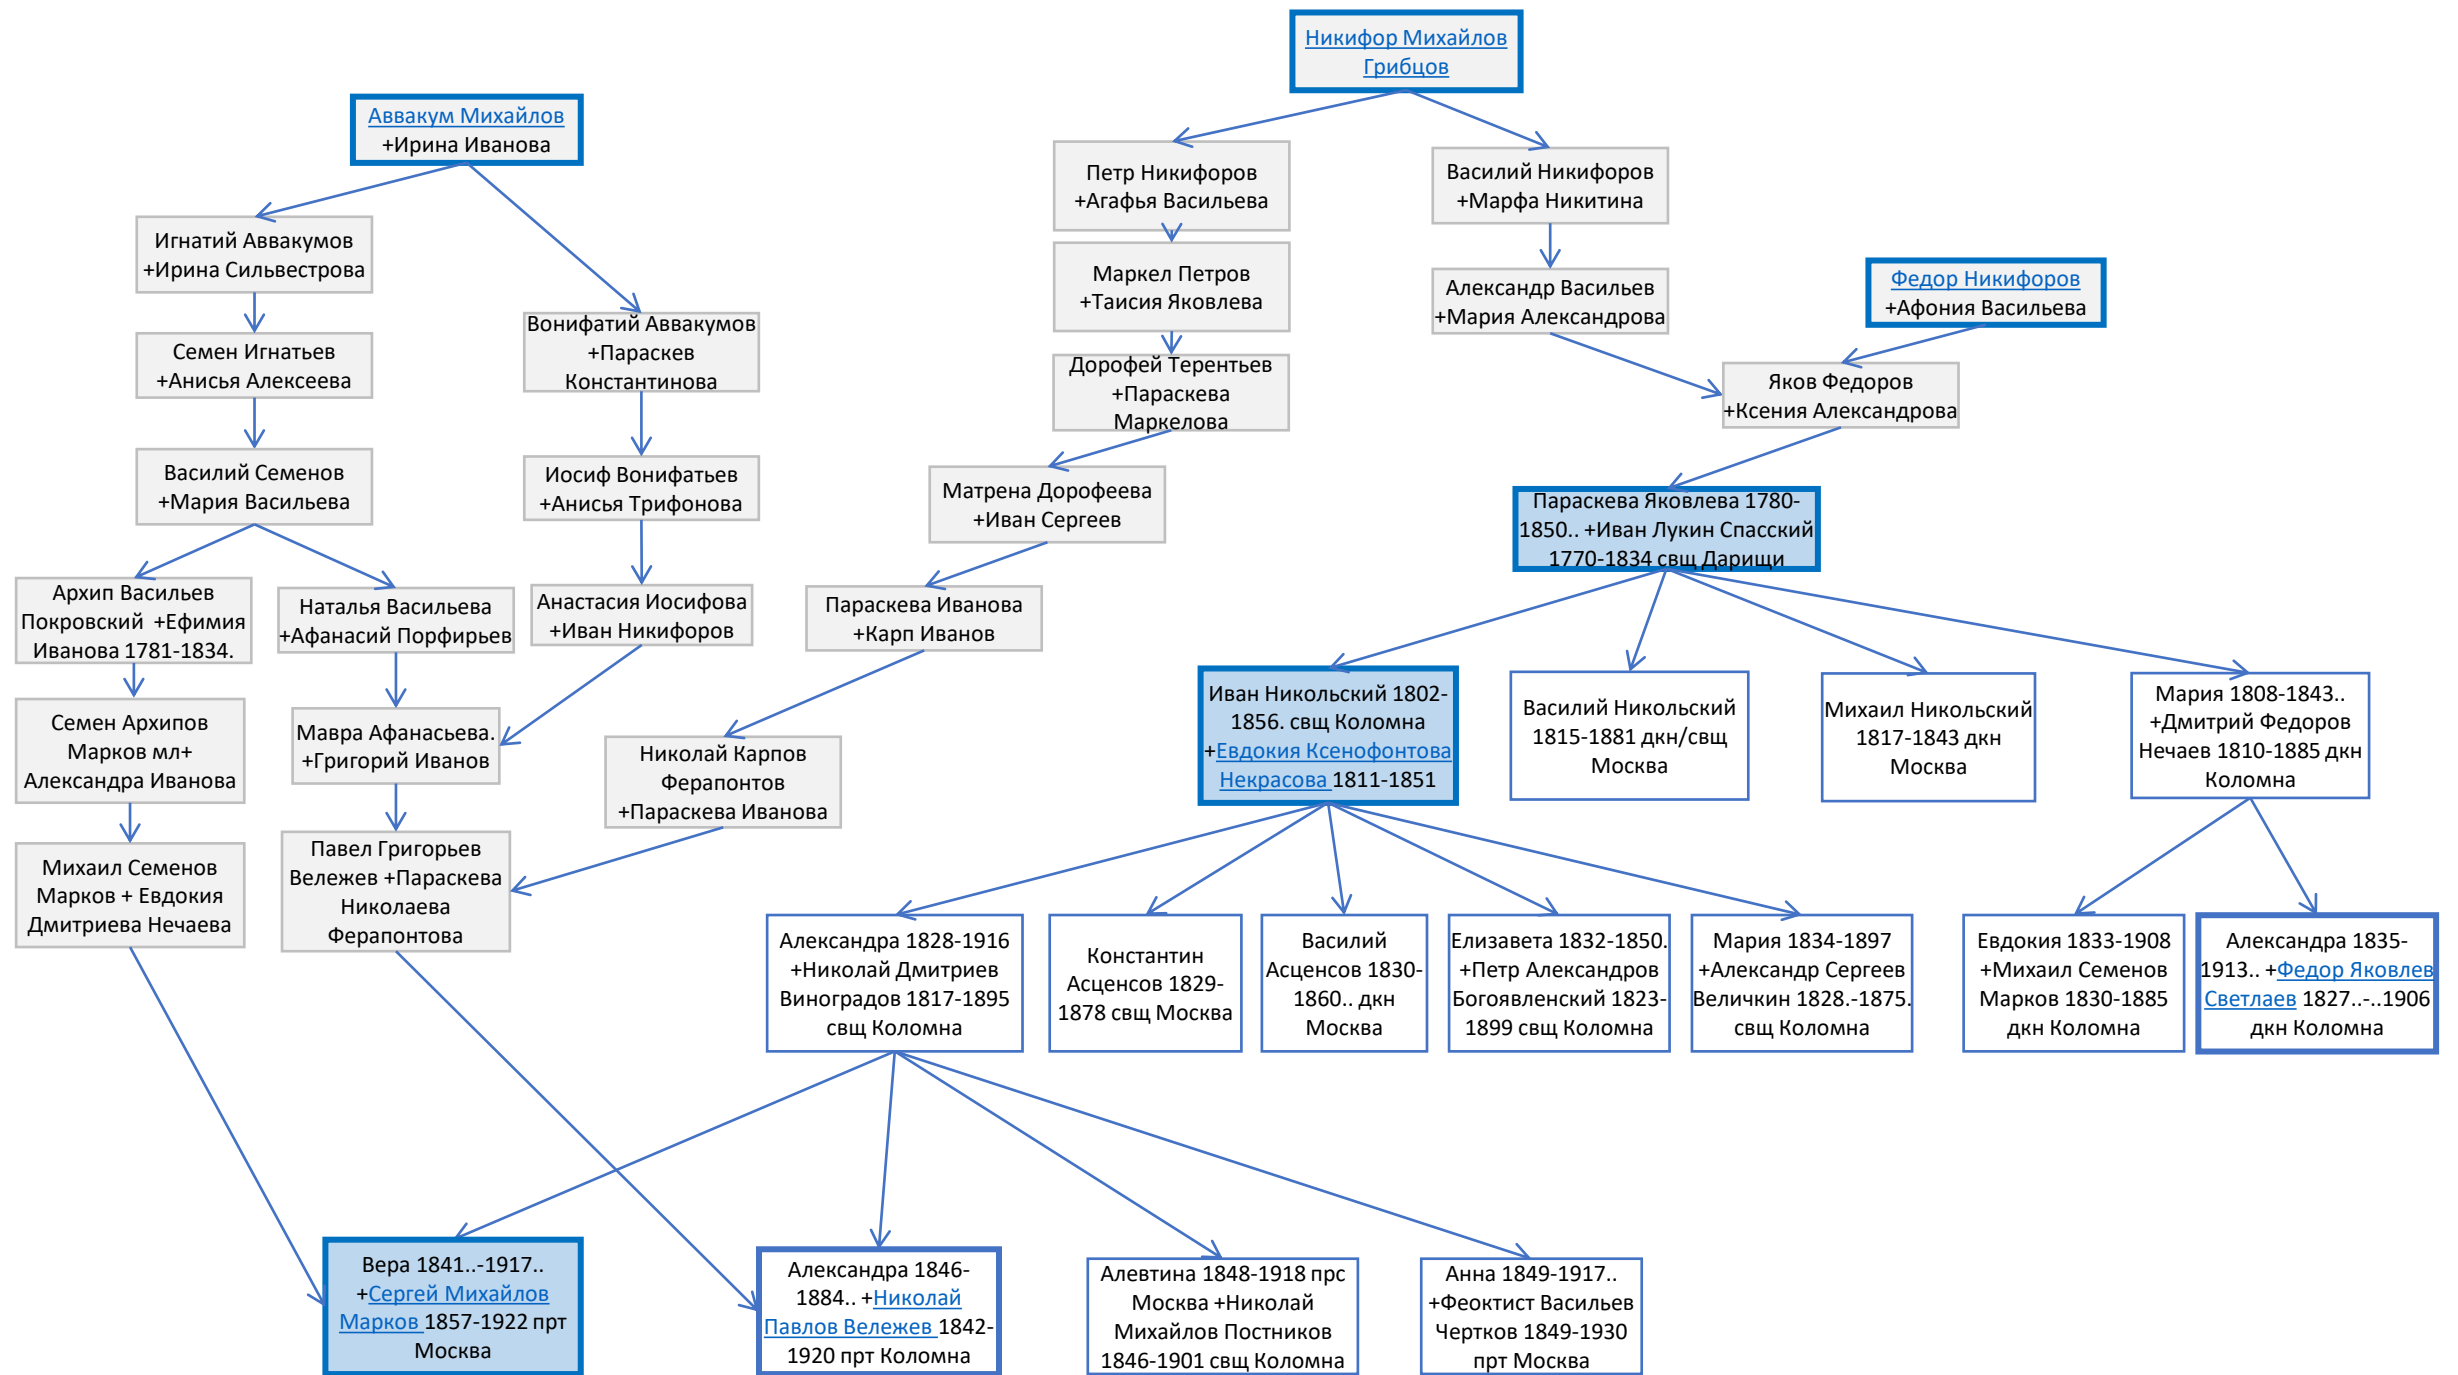 Никифор Михайлов
Грибцов
Аввакум Михайлов
+Ирина Иванова
Петр Никифоров
+Агафья Васильева
Василий Никифоров
+Марфа Никитина
Игнатий Аввакумов
+Ирина Сильвестрова
Маркел Петров
+Таисия Яковлева
Александр Васильев
+Мария Александрова
Федор Никифоров
+Афония Васильева
Семен Игнатьев
+Анисья Алексеева
Вонифатий Аввакумов
+Параскев
Константинова
Дорофей Терентьев
+Параскева
Маркелова
Яков Федоров
+Ксения Александрова
Василий Семенов
+Мария Васильева
Иосиф Вонифатьев
+Анисья Трифонова
Матрена Дорофеева
+Иван Сергеев
Параскева Яковлева 1780-
1850.. +Иван Лукин Спасский
1770-1834 свщ Дарищи
Архип Васильев
Покровский +Ефимия
Иванова 1781-1834.
Наталья Васильева
+Афанасий Порфирьев
Анастасия Иосифова
+Иван Никифоров
Параскева Иванова
+Карп Иванов
Иван Никольский 1802-
1856. свщ Коломна
+Евдокия Ксенофонтова
Некрасова 1811-1851
Василий Никольский
1815-1881 дкн/свщ
Москва
Михаил Никольский
1817-1843 дкн
Москва
Мария 1808-1843..
+Дмитрий Федоров
Нечаев 1810-1885 дкн
Коломна
Семен Архипов
Марков мл+
Александра Иванова
Мавра Афанасьева.
+Григорий Иванов
Николай Карпов
Ферапонтов
+Параскева Иванова
Михаил Семенов
Марков + Евдокия
Дмитриева Нечаева
Павел Григорьев
Вележев +Параскева
Николаева
Ферапонтова
Александра 1828-1916
+Николай Дмитриев
Виноградов 1817-1895
свщ Коломна
Константин
Асценсов 1829-
1878 свщ Москва
Василий
Асценсов 1830-
1860.. дкн
Москва
Елизавета 1832-1850.
+Петр Александров
Богоявленский 1823-
1899 свщ Коломна
Мария 1834-1897
+Александр Сергеев
Величкин 1828.-1875.
свщ Коломна
Евдокия 1833-1908
+Михаил Семенов
Марков 1830-1885
дкн Коломна
Александра 1835-
1913.. +Федор Яковлев
Светлаев 1827..-..1906
дкн Коломна
Вера 1841..-1917..
+Сергей Михайлов
Марков 1857-1922 прт
Москва
Александра 1846-
1884.. +Николай
Павлов Вележев 1842-
1920 прт Коломна
Алевтина 1848-1918 прс
Москва +Николай
Михайлов Постников
1846-1901 свщ Коломна
Анна 1849-1917..
+Феоктист Васильев
Чертков 1849-1930
прт Москва